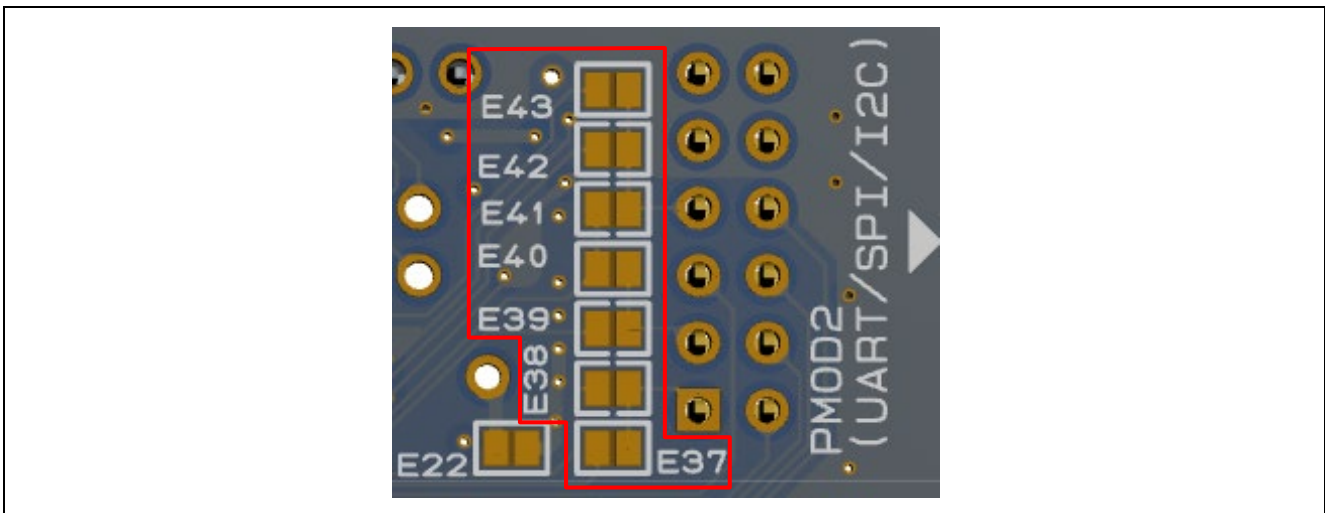 E43
E42
E41
E40
E39
E38
E37
E22
PMOD2
(UART/SPI/I2C)